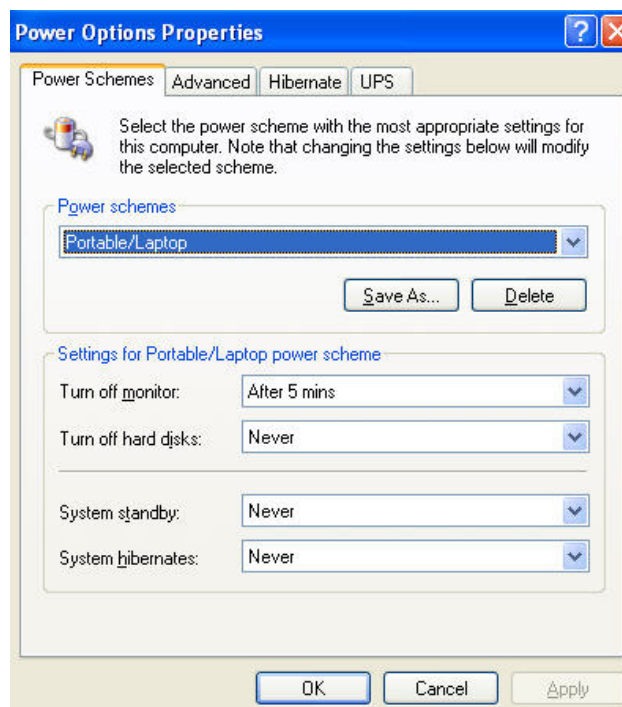 Power Options Properties
Power Schemes Advanced Hibernate UPS
Select the power scheme with the most appropriate settings for
this computer. Note that changing the settings below will modify
the selected scheme.
Power schemes
Portable/Laptop
Save As... Delete
Settings for Portable/Laptop power scheme
Turn off monitor: After 5 mins
Turn off hard disks: Never
System standby: Never
System hibernates: Never
OK Cancel Apply